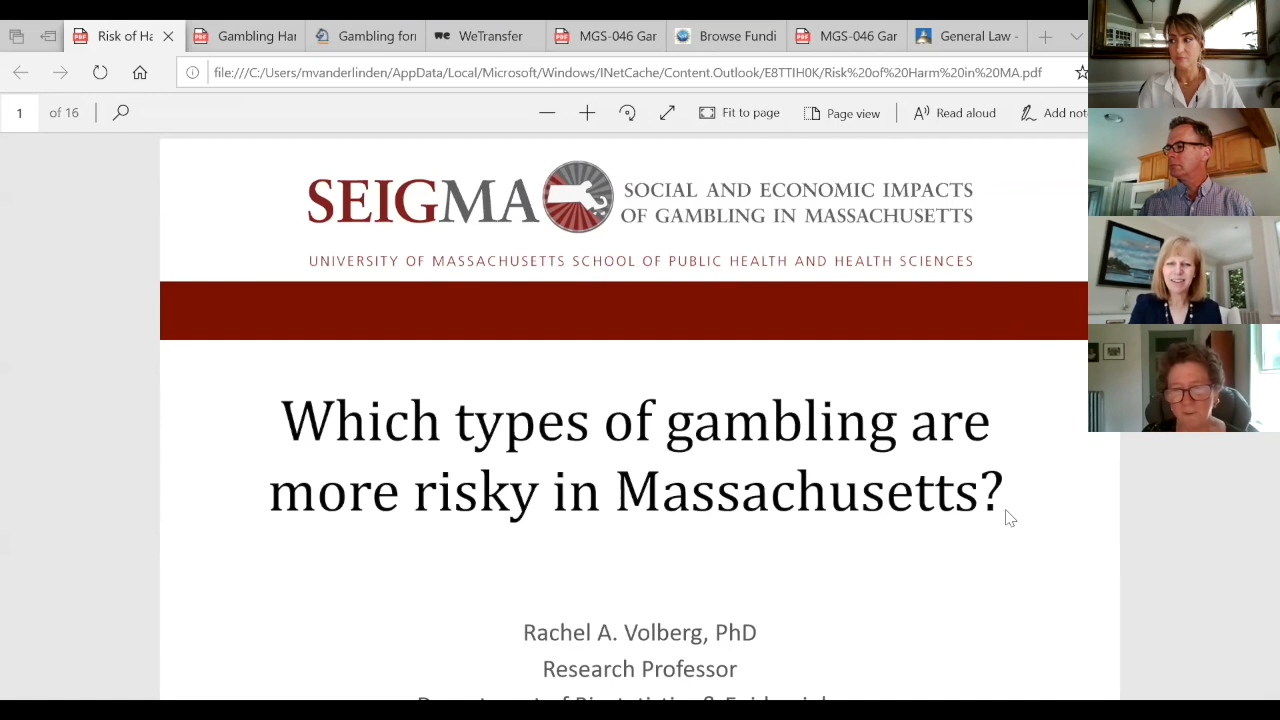 Risk of Ha
Gambling Har
Gambling for
WeTransfer
MGS-046 Gar
Browse Fundi
MGS-046 Gar
General Law -
file:///C:/Users/mvanderlinden/AppData/Local/Microsoft/Windows/INetCache/Content.Outlook/E8TTIH0K/Risk%20of%20Harm%20in%20MA.pdf
1 of 16
Fit to page
Page view
Read aloud
Add not
SEIGMA
SOCIAL AND ECONOMIC IMPACTS
OF GAMBLING IN MASSACHUSETTS
UNIVERSITY OF MASSACHUSETTS SCHOOL OF PUBLIC HEALTH AND HEALTH SCIENCES
Which types of gambling are
more risky in Massachusetts?
Rachel A. Volberg, PhD
Research Professor